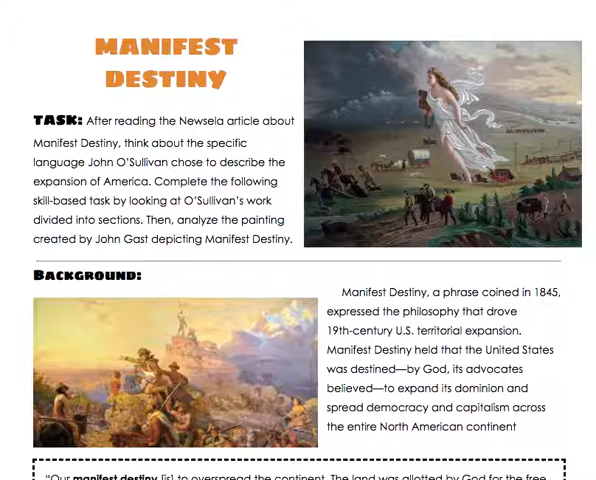 MANIFEST
DESTINY
TASK: After reading the Newsela article about
Manifest Destiny, think about the specific
language John O'Sullivan chose to describe the
expansion of America. Complete the following
skill-based task by looking at O'Sullivan's work
divided into sections. Then, analyze the painting
created by John Gast depicting Manifest Destiny.
BACKGROUND:
Manifest Destiny, a phrase coined in 1845,
expressed the philosophy that drove
19th-century U.S. territorial expansion.
Manifest Destiny held that the United States
was destined—by God, its advocates
believed—to expand its dominion and
spread democracy and capitalism across
the entire North American continent
"Our manifest destiny [is] to overspread the continent. The land was allotted by God for the free